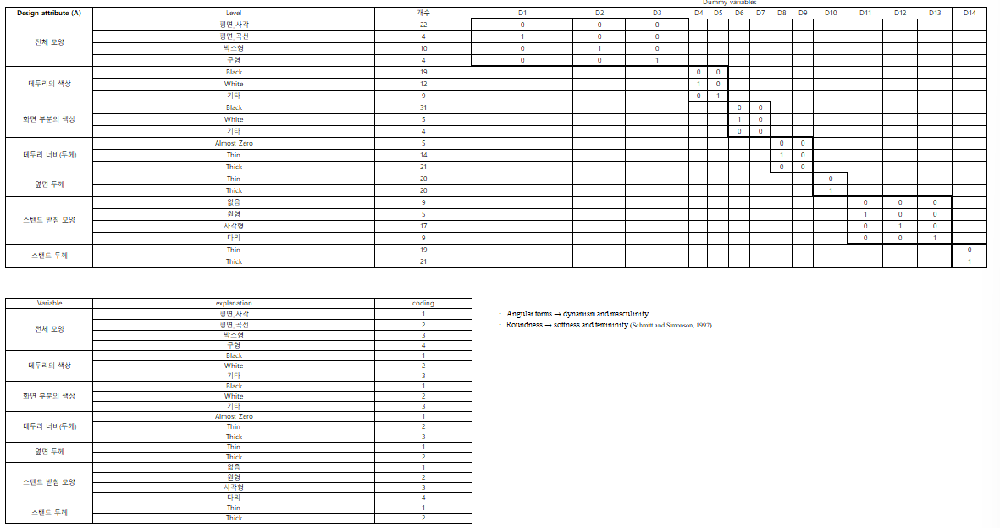 Dummy variables
Design attribute (A) Level 개수 D1 D2 D3 D4 D5 D6 D7 D8 D9 D10 D11 D12 D13 D14
전체 모양 평면_사각 22 0 0 0
평면_곡선 4 1 0 0
박스형 10 0 1 0
구형 4 0 0 1
테두리의 색상 Black 19 0 0
White 12 1 0
기타 9 0 1
화면 부분의 색상 Black 31 0 0
White 5 1 0
기타 4 0 0
테두리 너비(두께) Almost Zero 5 0 0
Thin 14 1 0
Thick 21 0 0
옆면 두께 Thin 20 0
Thick 20 1
스탠드 받침 모양 없음 9 0 0 0
원형 5 1 0 0
사각형 17 0 1 0
다리 9 0 0 1
스탠드 두께 Thin 19 0
Thick 21 1
Variable explanation coding
전체 모양 평면_사각 1
평면_곡선 2
박스형 3
구형 4
테두리의 색상 Black 1
White 2
기타 3
화면 부분의 색상 Black 1
White 2
기타 3
테두리 너비(두께) Almost Zero 1
Thin 2
Thick 3
옆면 두께 Thin 1
Thick 2
스탠드 받침 모양 없음 1
원형 2
사각형 3
다리 4
스탠드 두께 Thin 1
Thick 2
· Angular forms → dynamism and masculinity
· Roundness → softness and femininity (Schmitt and Simonson, 1997).